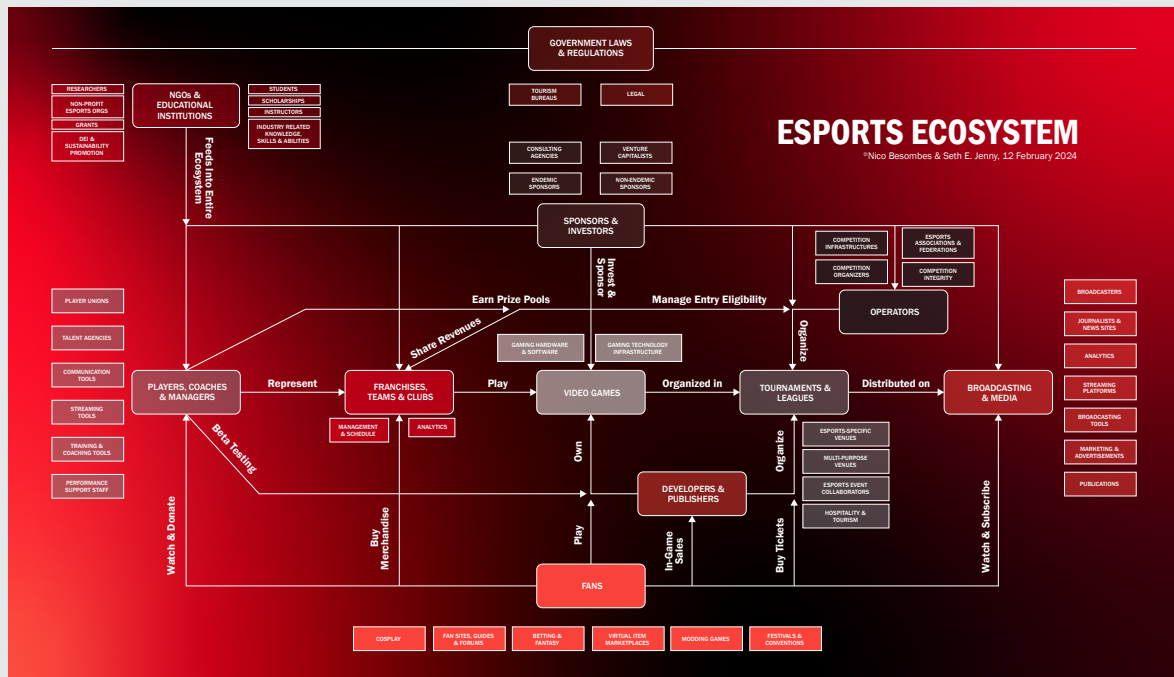 GOVERNMENT LAWS
& REGULATIONS
RESEARCHERS
NON-PROFIT
ESPORTS ORGS
GRANTS
DEI &
SUSTAINABILITY
PROMOTION
NGOs &
EDUCATIONAL
INSTITUTIONS
STUDENTS
SCHOLARSHIPS
INSTRUCTORS
INDUSTRY RELATED
KNOWLEDGE,
SKILLS & ABILITIES
TOURISM
BUREAUS
LEGAL
CONSULTING
AGENCIES
VENTURE
CAPITALISTS
ENDEMIC
SPONSORS
NON-ENDEMIC
SPONSORS
ESPORTS ECOSYSTEM
©Nico Besombes & Seth E. Jenny, 12 February 2024
Feeds Into Entire
Ecosystem
SPONSORS &
INVESTORS
COMPETITION
INFRASTRUCTURES
ESPORTS
ASSOCIATIONS &
FEDERATIONS
COMPETITION
ORGANIZERS
COMPETITION
INTEGRITY
OPERATORS
Invest &
Sponsor
Earn Prize Pools
Manage Entry Eligibility
Share Revenues
Organize
GAMING HARDWARE
& SOFTWARE
GAMING TECHNOLOGY
INFRASTRUCTURE
PLAYER UNIONS
TALENT AGENCIES
COMMUNICATION
TOOLS
STREAMING
TOOLS
TRAINING &
COACHING TOOLS
PERFORMANCE
SUPPORT STAFF
PLAYERS, COACHES
& MANAGERS
Represent
FRANCHISES,
TEAMS & CLUBS
Play
VIDEO GAMES
Organized in
TOURNAMENTS &
LEAGUES
Distributed on
BROADCASTING
& MEDIA
BROADCASTERS
JOURNALISTS &
NEWS SITES
ANALYTICS
STREAMING
PLATFORMS
BROADCASTING
TOOLS
MARKETING &
ADVERTISEMENTS
PUBLICATIONS
MANAGEMENT
& SCHEDULE
ANALYTICS
Beta Testing
Own
Organize
ESPORTS-SPECIFIC
VENUES
MULTI-PURPOSE
VENUES
ESPORTS EVENT
COLLABORATORS
HOSPITALITY &
TOURISM
DEVELOPERS &
PUBLISHERS
Watch & Donate
Buy
Merchandise
Play
In-Game
Sales
Buy Tickets
Watch & Subscribe
FANS
COSPLAY
FAN SITES, GUIDES
& FORUMS
BETTING &
FANTASY
VIRTUAL ITEM
MARKETPLACES
MODDING GAMES
FESTIVALS &
CONVENTIONS